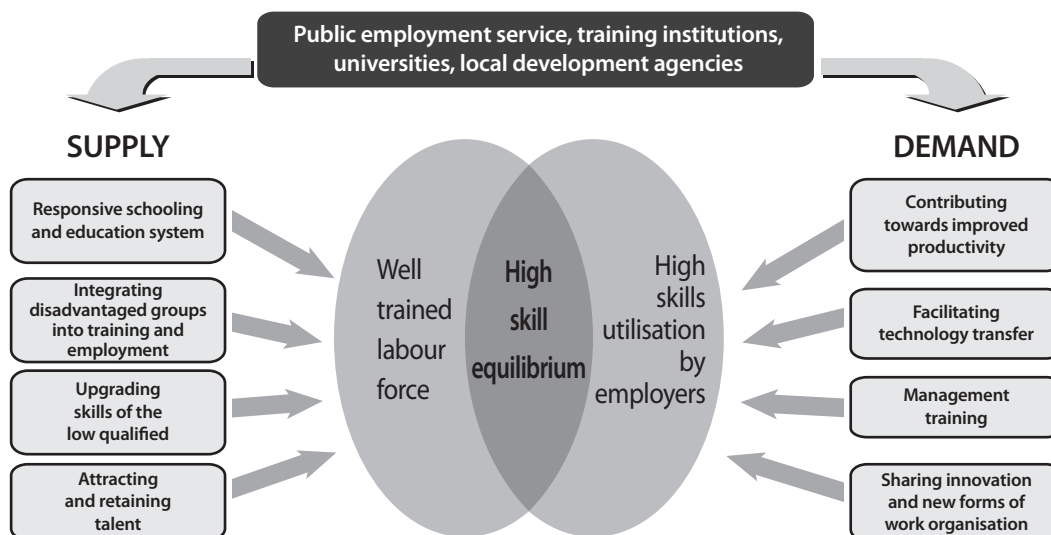 Public employment service, training institutions,
universities, local development agencies
SUPPLY
Responsive schooling
and education system
Integrating
disadvantaged groups
into training and
employment
Upgrading
skills of the
low qualified
Attracting
and retaining
talent
Well
trained
labour
force
High
skill
equilibrium
High
skills
utilisation
by
employers
DEMAND
Contributing
towards improved
productivity
Facilitating
technology transfer
Management
training
Sharing innovation
and new forms of
work organisation